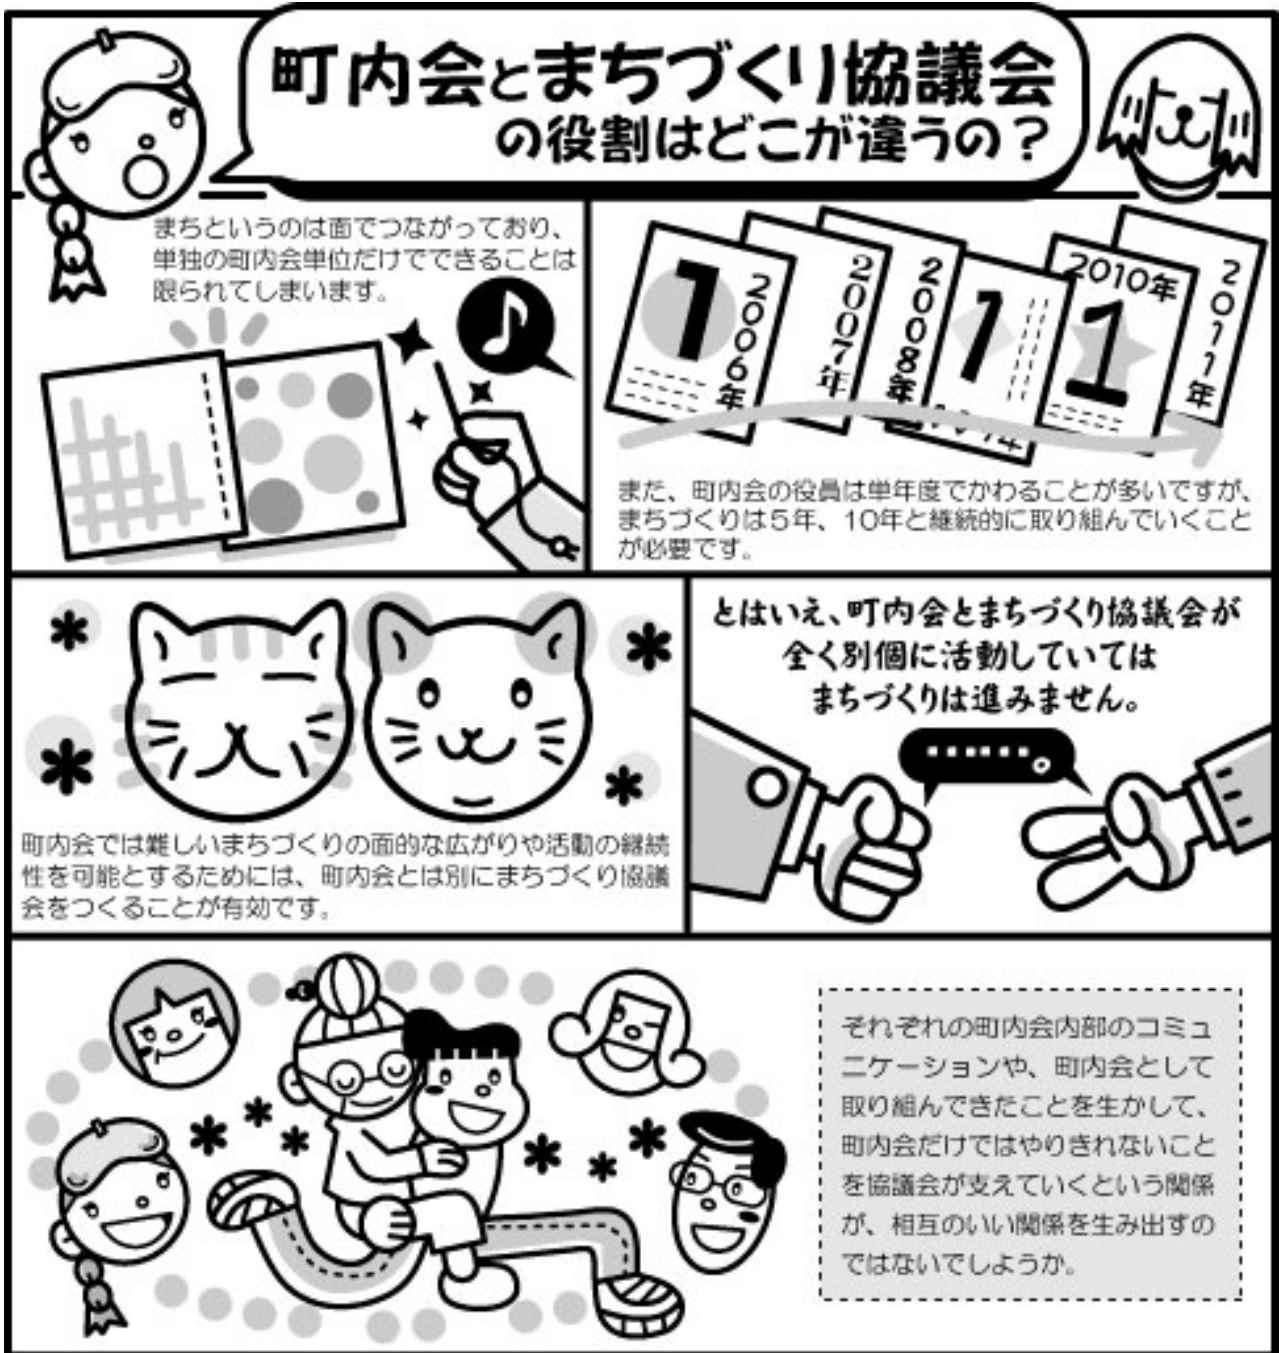 町内会とまちづくり協議会
の役割はどこが違うの？
まちというのは面でつながっており、
単独の町内会単位だけでできることは
限られてしまいます。
1
2006年
2007年
2008年
1
2010年
1
2011年
また、町内会の役員は単年度でかわることが多いですが、
まちづくりは5年、10年と継続的に取り組んでいくこと
が必要です。
町内会では難しいまちづくりの面的な広がりや活動の継続
性を可能とするためには、町内会とは別にまちづくり協議
会をつくることが有効です。
とはいえ、町内会とまちづくり協議会が
全く別個に活動していては
まちづくりは進みません。
それぞれの町内会内部のコミュ
ニケーションや、町内会として
取り組んできたことを生かして、
町内会だけではやりきれないこと
を協議会が支えていくという関係
が、相互のいい関係を生み出すの
ではないでしょうか。